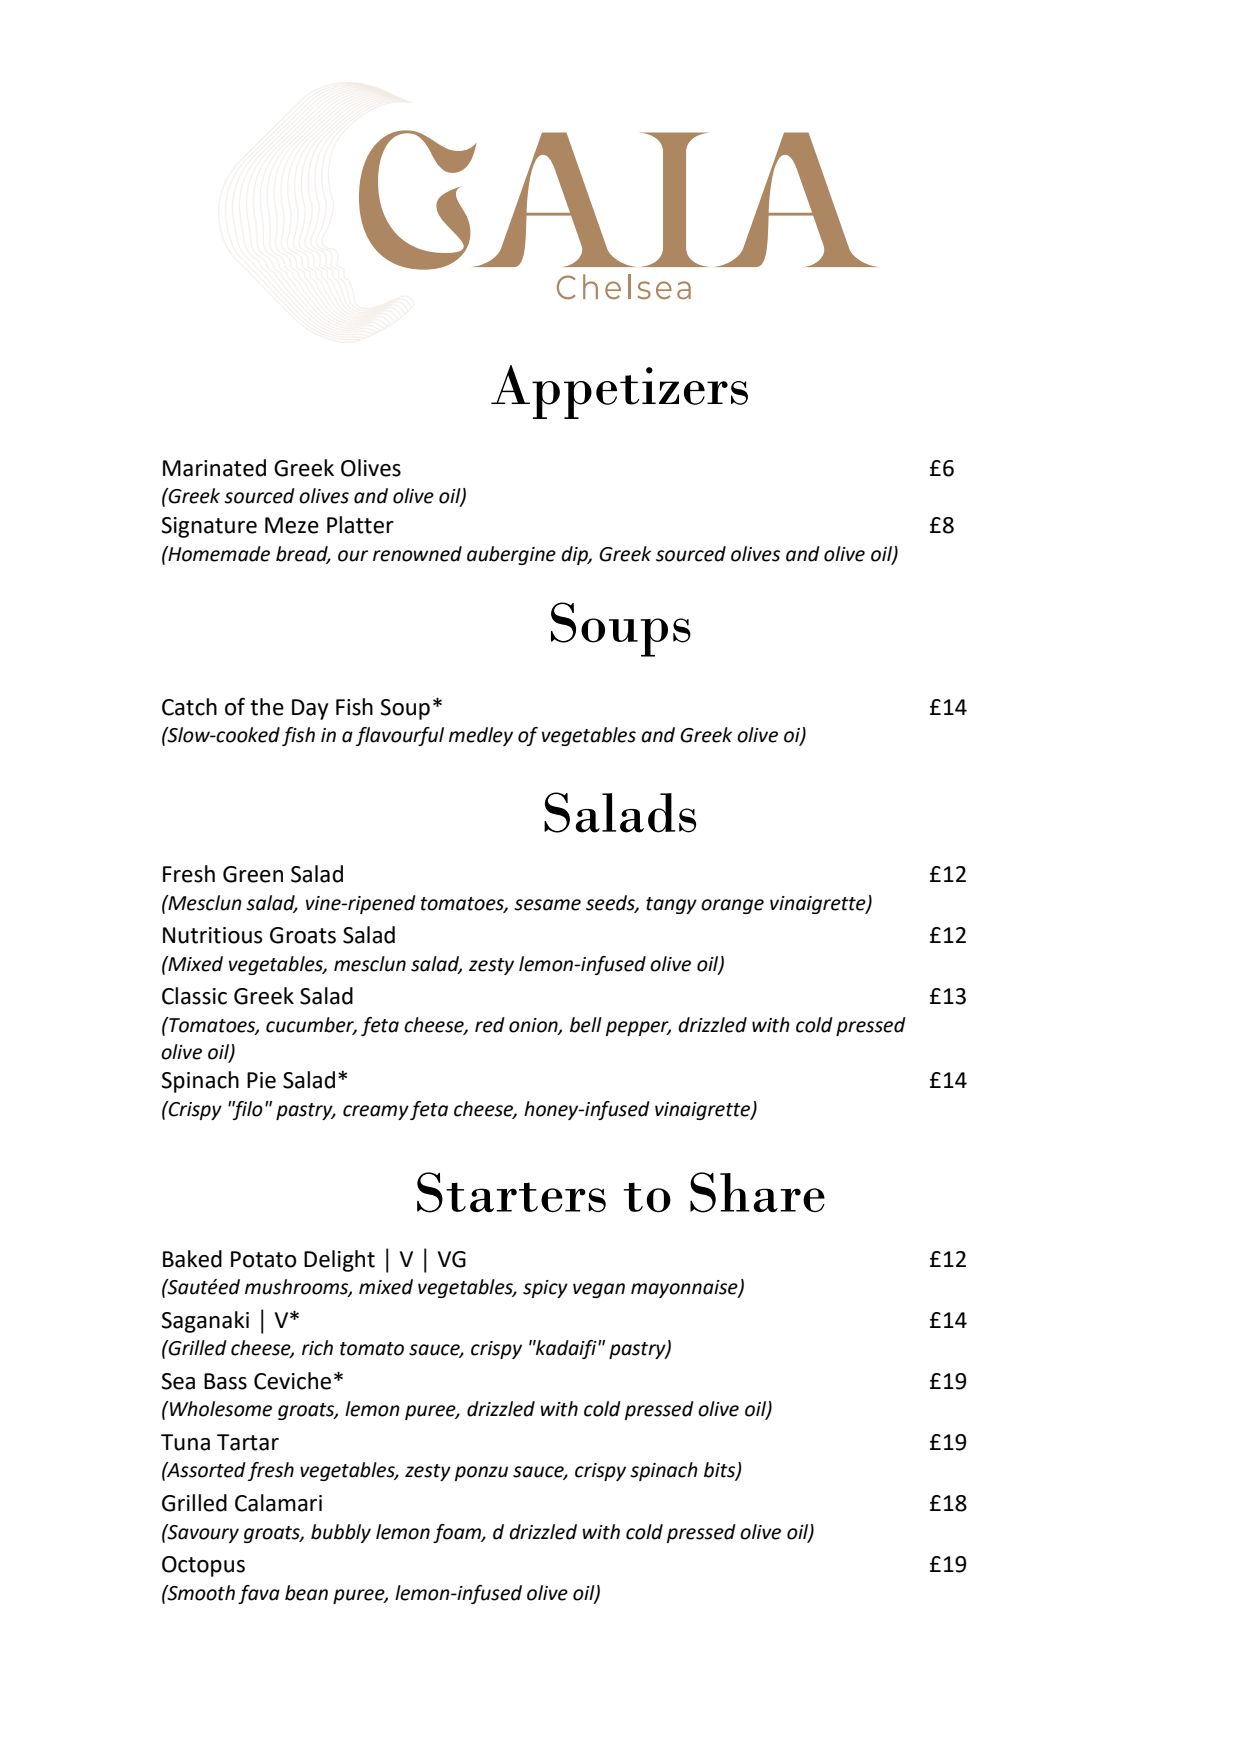 GAIA
Chelsea
Appetizers
Marinated Greek Olives £6
(Greek sourced olives and olive oil)
Signature Meze Platter £8
(Homemade bread, our renowned aubergine dip, Greek sourced olives and olive oil)
Soups
Catch of the Day Fish Soup* £14
(Slow-cooked fish in a flavourful medley of vegetables and Greek olive oi)
Salads
Fresh Green Salad £12
(Mesclun salad, vine-ripened tomatoes, sesame seeds, tangy orange vinaigrette)
Nutritious Groats Salad £12
(Mixed vegetables, mesclun salad, zesty lemon-infused olive oil)
Classic Greek Salad £13
(Tomatoes, cucumber, feta cheese, red onion, bell pepper, drizzled with cold pressed
olive oil)
Spinach Pie Salad* £14
(Crispy "filo" pastry, creamy feta cheese, honey-infused vinaigrette)
Starters to Share
Baked Potato Delight | V | VG £12
(Sautéed mushrooms, mixed vegetables, spicy vegan mayonnaise)
Saganaki | V* £14
(Grilled cheese, rich tomato sauce, crispy "kadaifi" pastry)
Sea Bass Ceviche* £19
(Wholesome groats, lemon puree, drizzled with cold pressed olive oil)
Tuna Tartar £19
(Assorted fresh vegetables, zesty ponzu sauce, crispy spinach bits)
Grilled Calamari £18
(Savoury groats, bubbly lemon foam, d drizzled with cold pressed olive oil)
Octopus £19
(Smooth fava bean puree, lemon-infused olive oil)